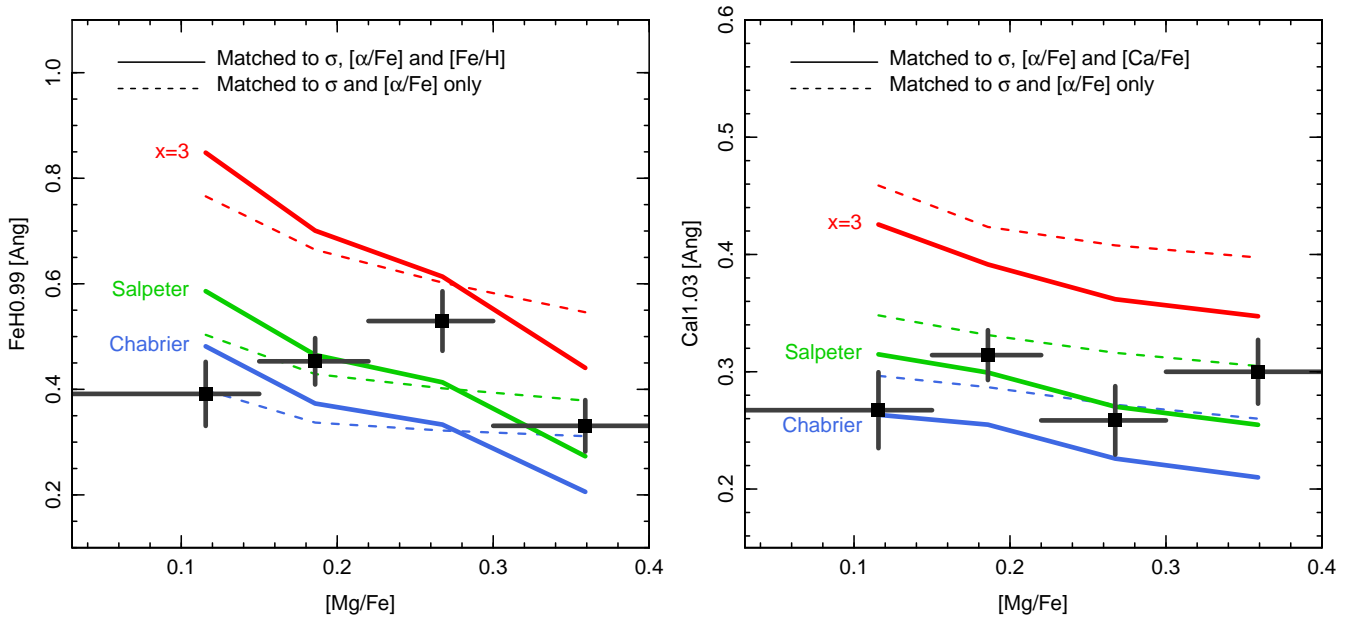 Matched to σ, [α/Fe] and [Fe/H]
Matched to σ and [α/Fe] only
x=3
Salpeter
Chabrier
FeH0.99 [Ang]
0.2
0.4
0.6
0.8
1.0
0.1
0.2
0.3
0.4
[Mg/Fe]
Matched to σ, [α/Fe] and [Ca/Fe]
Matched to σ and [α/Fe] only
x=3
Salpeter
Chabrier
CaI1.03 [Ang]
0.2
0.3
0.4
0.5
0.6
0.1
0.2
0.3
0.4
[Mg/Fe]